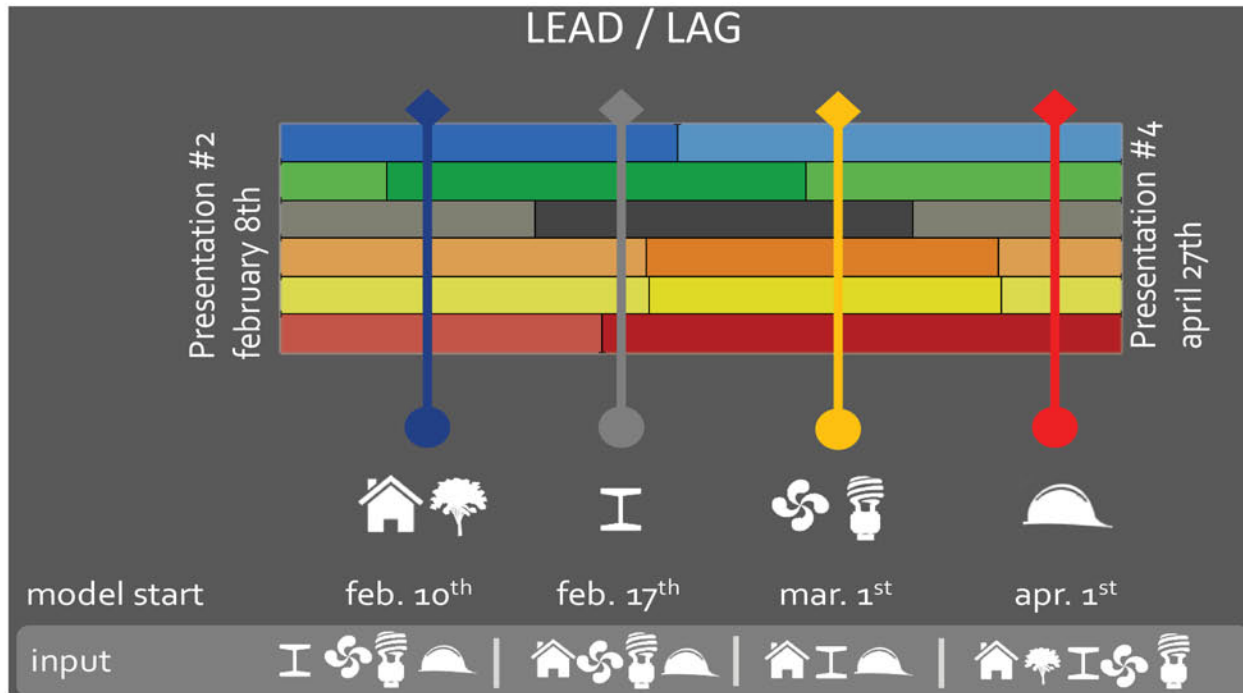 LEAD / LAG
Presentation #2
february 8th
Presentation #4
april 27th
model start feb. 10th feb. 17th mar. 1st apr. 1st
input